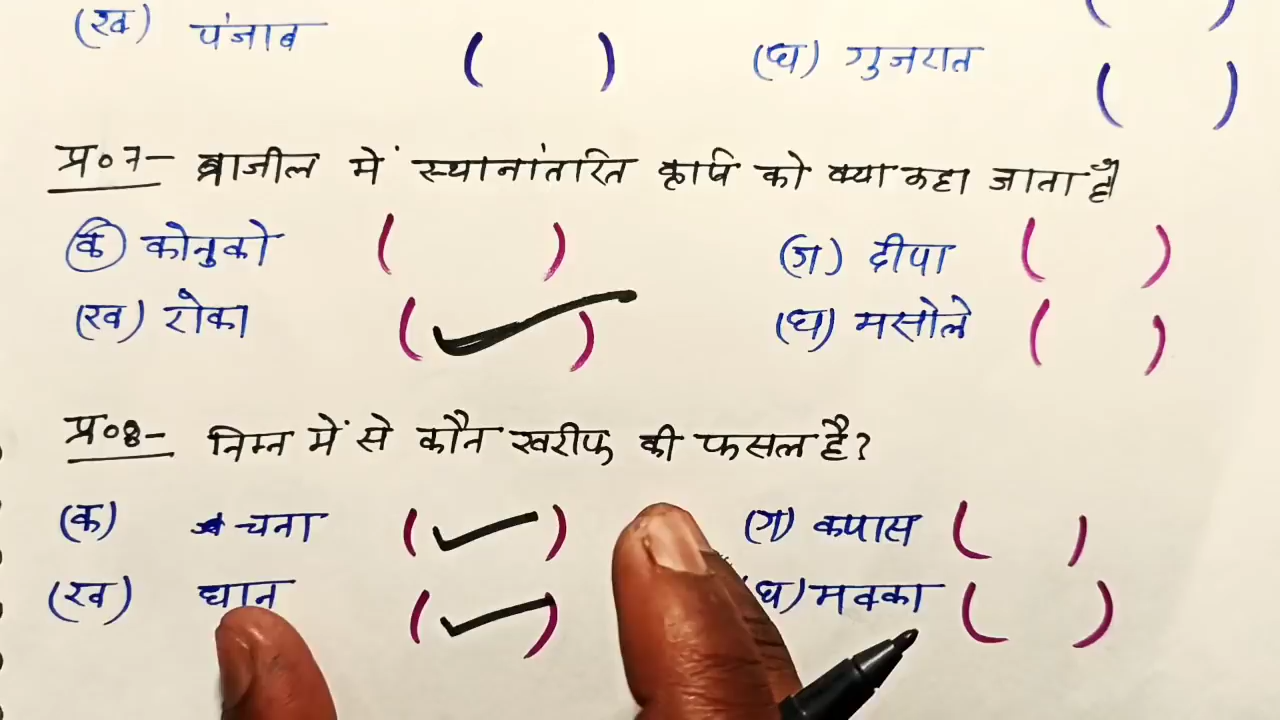 (ख) पंजाब ( ) (घ) गुजरात ( )
प्र०7- ब्राजील में स्थानांतरित कृषि को क्या कहा जाता है
(क) कोनुको ( ) (ग) दीपा ( )
(ख) रोका (✓) (घ) मसोले ( )
प्र०8- निम्न में से कौन खरीफ की फसल है?
(क) चना (✓) (ग) कपास ( )
(ख) धान (✓) (घ) मक्का ( )